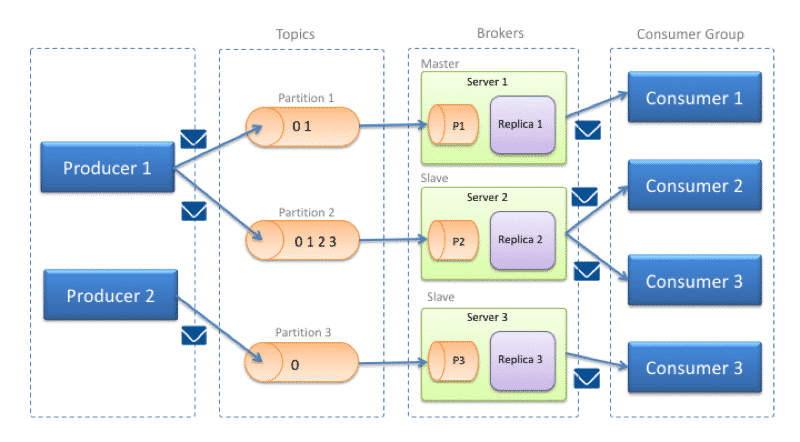 Topics
Brokers
Consumer Group
Producer 1
Producer 2
Partition 1
0 1
Partition 2
0 1 2 3
Partition 3
0
Master
Server 1
P1
Replica 1
Slave
Server 2
P2
Replica 2
Slave
Server 3
P3
Replica 3
Consumer 1
Consumer 2
Consumer 3
Consumer 3